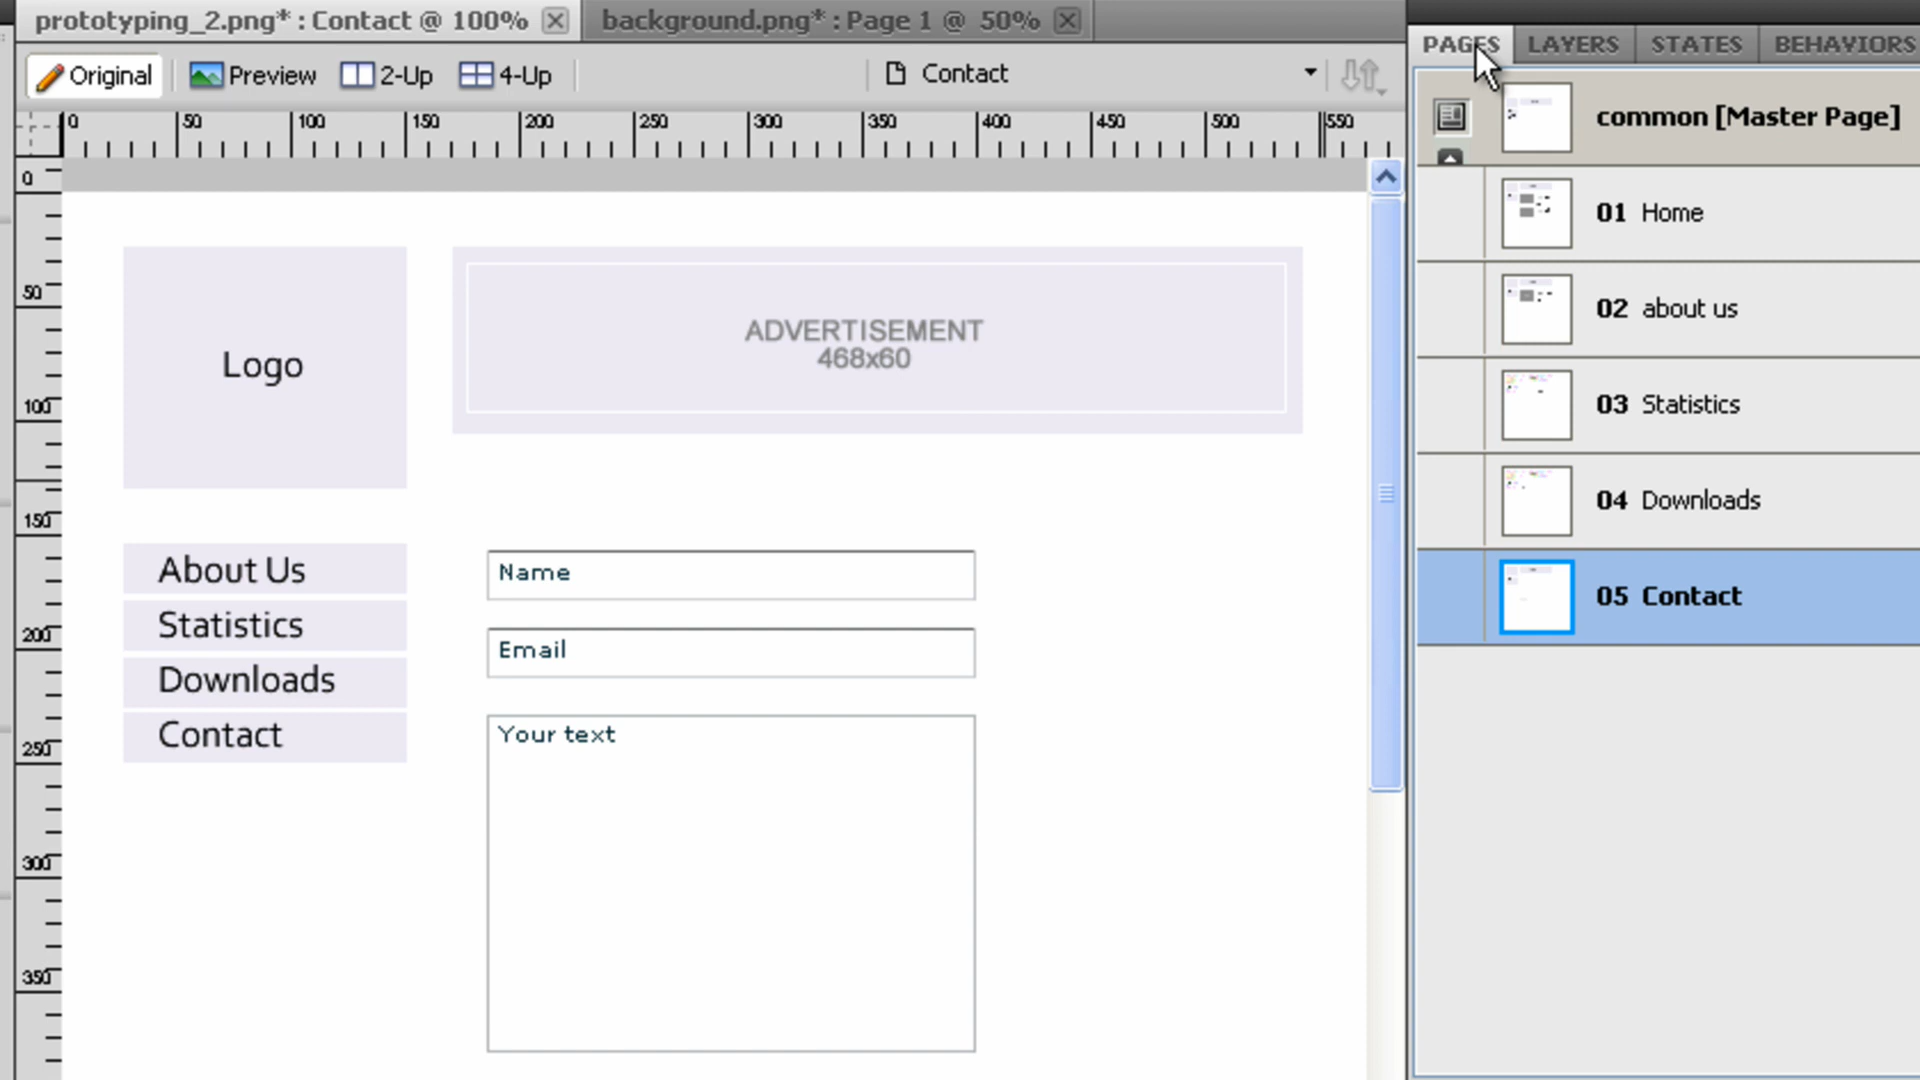 prototyping_2.png* : Contact @ 100%
background.png* : Page 1 @ 50%
PAGES
LAYERS
STATES
BEHAVIORS
Original
Preview
2-Up
4-Up
Contact
0 50 100 150 200 250 300 350 400 450 500 550
0
50
100
150
200
250
300
350
Logo
ADVERTISEMENT
468x60
About Us
Statistics
Downloads
Contact
Name
Email
Your text
common [Master Page]
01 Home
02 about us
03 Statistics
04 Downloads
05 Contact